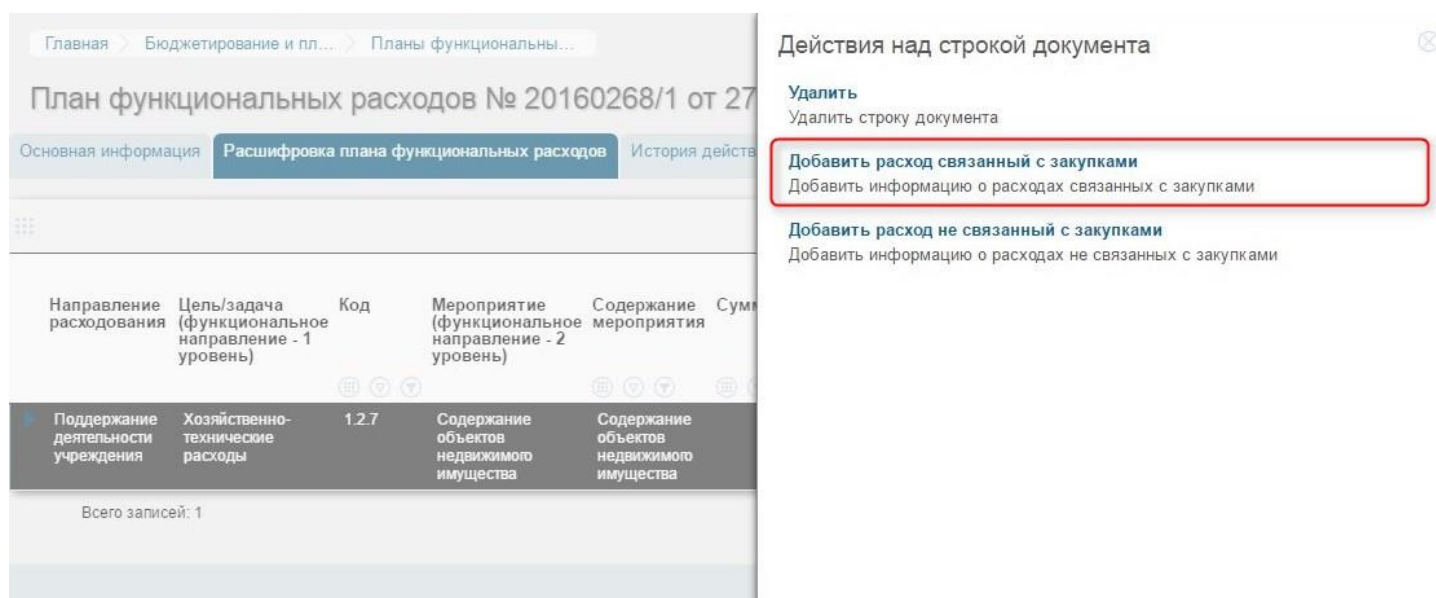 Главная Бюджетирование и пл... Планы функциональны...
План функциональных расходов № 20160268/1 от 27
Основная информация Расшифровка плана функциональных расходов История действ
Направление расходования
Цель/задача (функциональное направление - 1 уровень)
Код
Мероприятие (функциональное направление - 2 уровень)
Содержание мероприятия
Сумм
Поддержание деятельности учреждения
Хозяйственно-технические расходы
1.2.7
Содержание объектов недвижимого имущества
Содержание объектов недвижимого имущества
Всего записей: 1
Действия над строкой документа
Удалить
Удалить строку документа
Добавить расход связанный с закупками
Добавить информацию о расходах связанных с закупками
Добавить расход не связанный с закупками
Добавить информацию о расходах не связанных с закупками